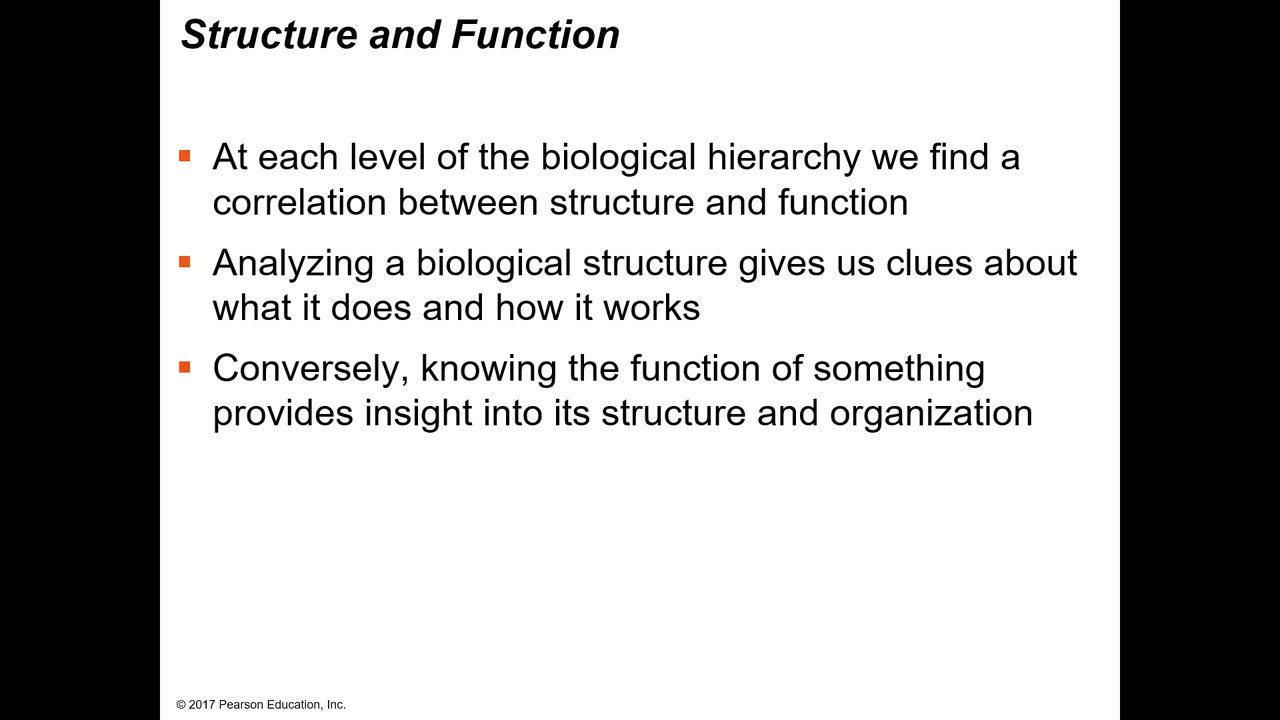 Structure and Function
At each level of the biological hierarchy we find a
correlation between structure and function
Analyzing a biological structure gives us clues about
what it does and how it works
Conversely, knowing the function of something
provides insight into its structure and organization
© 2017 Pearson Education, Inc.